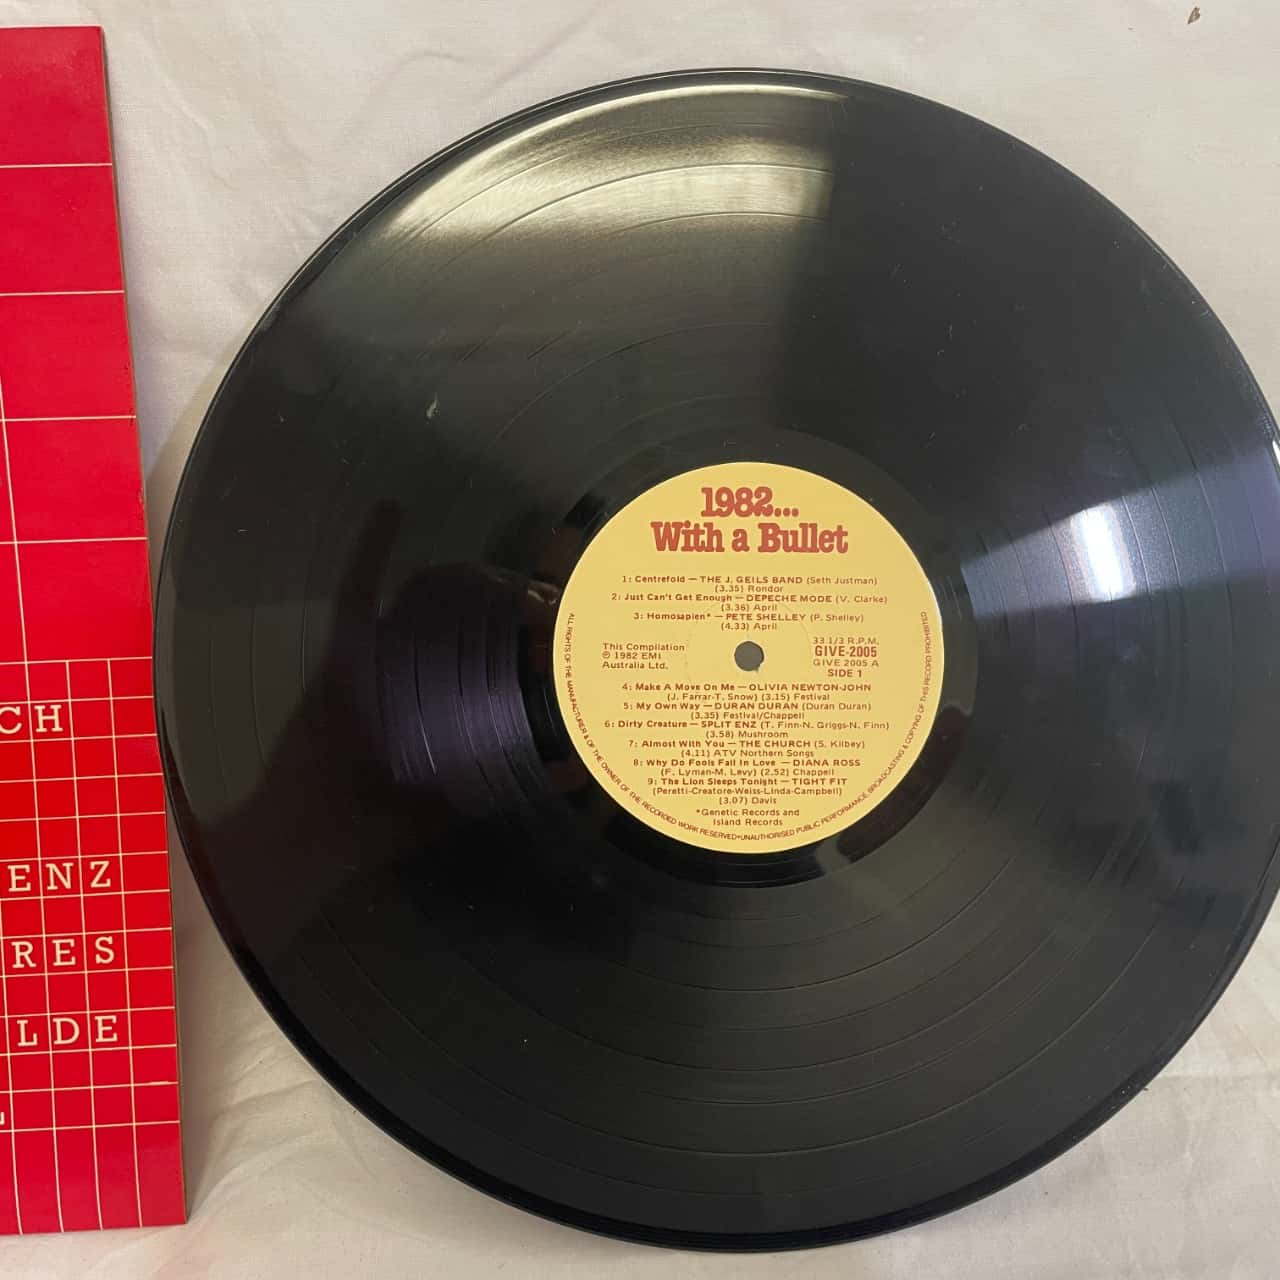 CH
ENZ
RES
LDE
1982...
With a Bullet
1: Centrefold — THE J. GEILS BAND (Seth Justman)
(3.35) Rondor
2: Just Can't Get Enough — DEPECHE MODE (V. Clarke)
(3.36) April
3: Homosapien* — PETE SHELLEY (P. Shelley)
(4.33) April
This Compilation
℗ 1982 EMI
Australia Ltd.
33 1/3 R.P.M.
GIVE-2005
GIVE 2005 A
SIDE 1
4: Make A Move On Me — OLIVIA NEWTON-JOHN
(J. Farrar-T. Snow) (3.15) Festival
5: My Own Way — DURAN DURAN (Duran Duran)
(3.35) Festival/Chappell
6: Dirty Creature — SPLIT ENZ (T. Finn-N. Griggs-N. Finn)
(3.58) Mushroom
7: Almost With You — THE CHURCH (S. Kilbey)
(4.11) ATV Northern Songs
8: Why Do Fools Fall In Love — DIANA ROSS
(F. Lyman-M. Levy) (2.52) Chappell
9: The Lion Sleeps Tonight — TIGHT FIT
(Peretti-Creatore-Weiss-Linda-Campbell)
(3.07) Davis
*Genetic Records and
Island Records
ALL RIGHTS OF THE MANUFACTURER & OF THE OWNER OF THE RECORDED WORK RESERVED•UNAUTHORISED PUBLIC PERFORMANCE BROADCASTING & COPYING OF THIS RECORD PROHIBITED